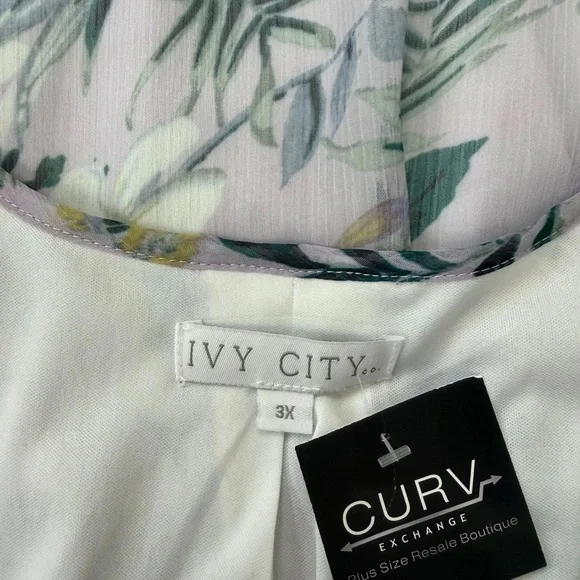 IVY CITY co.
3X
CURV
EXCHANGE
Plus Size Resale Boutique